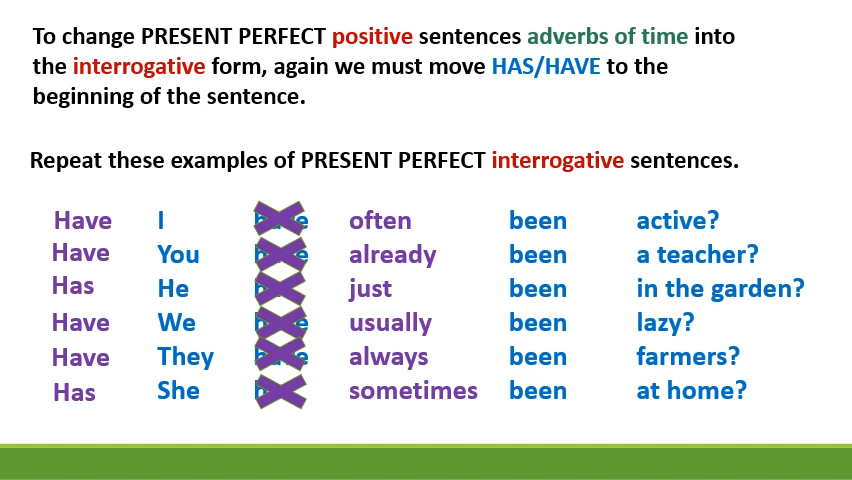 To change PRESENT PERFECT positive sentences adverbs of time into
the interrogative form, again we must move HAS/HAVE to the
beginning of the sentence.
Repeat these examples of PRESENT PERFECT interrogative sentences.
Have I often been active?
Have You already been a teacher?
Has He just been in the garden?
Have We usually been lazy?
Have They always been farmers?
Has She sometimes been at home?